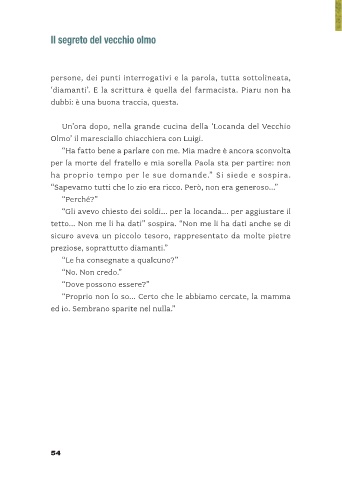 Il segreto del vecchio olmo
persone, dei punti interrogativi e la parola, tutta sottolineata,
'diamanti'. E la scrittura è quella del farmacista. Piaru non ha
dubbi: è una buona traccia, questa.
Un'ora dopo, nella grande cucina della 'Locanda del Vecchio
Olmo' il maresciallo chiacchiera con Luigi.
"Ha fatto bene a parlare con me. Mia madre è ancora sconvolta
per la morte del fratello e mia sorella Paola sta per partire: non
ha proprio tempo per le sue domande." Si siede e sospira.
"Sapevamo tutti che lo zio era ricco. Però, non era generoso..."
"Perché?"
"Gli avevo chiesto dei soldi... per la locanda... per aggiustare il
tetto... Non me li ha dati" sospira. "Non me li ha dati anche se di
sicuro aveva un piccolo tesoro, rappresentato da molte pietre
preziose, soprattutto diamanti."
"Le ha consegnate a qualcuno?"
"No. Non credo."
"Dove possono essere?"
"Proprio non lo so... Certo che le abbiamo cercate, la mamma
ed io. Sembrano sparite nel nulla."
54